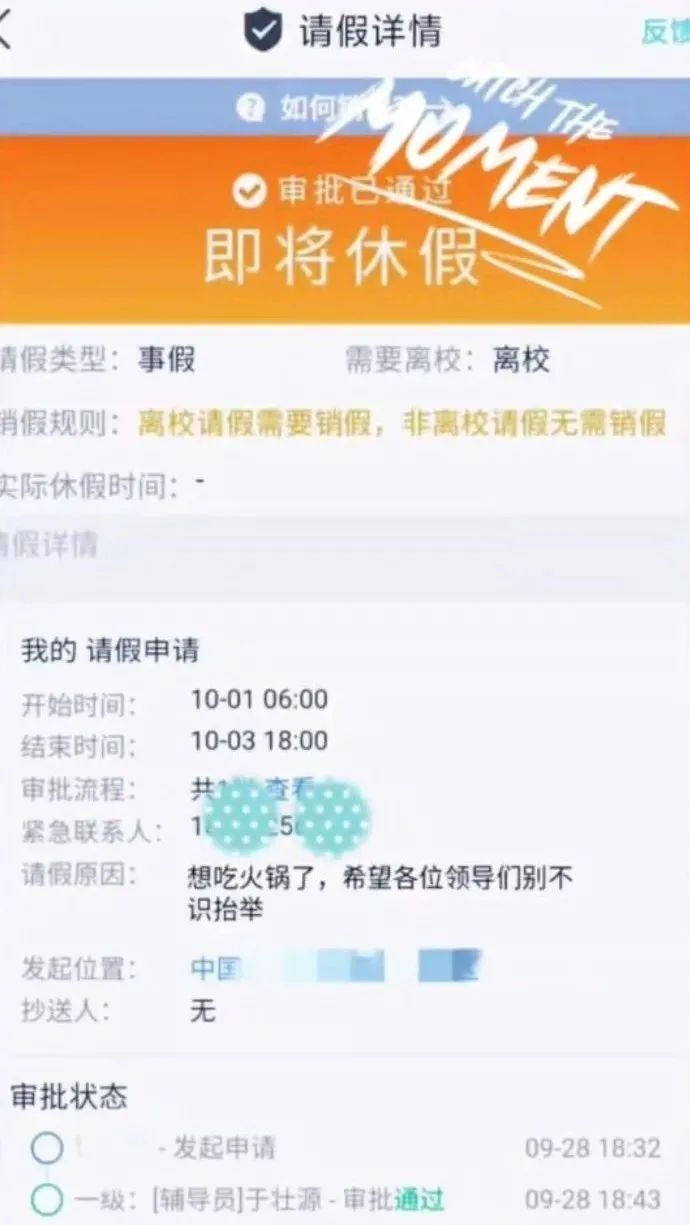 请假详情
反馈
如何销
CATCH THE
MOMENT
审批已通过
即将休假
请假类型：事假 需要离校：离校
销假规则：离校请假需要销假，非离校请假无需销假
实际休假时间：-
请假详情
我的 请假申请
开始时间： 10-01 06:00
结束时间： 10-03 18:00
审批流程： 共1 查看
紧急联系人： 1
请假原因： 想吃火锅了，希望各位领导们别不
识抬举
发起位置： 中国
抄送人： 无
审批状态
- 发起申请 09-28 18:32
一级：[辅导员]于壮源 - 审批通过 09-28 18:43